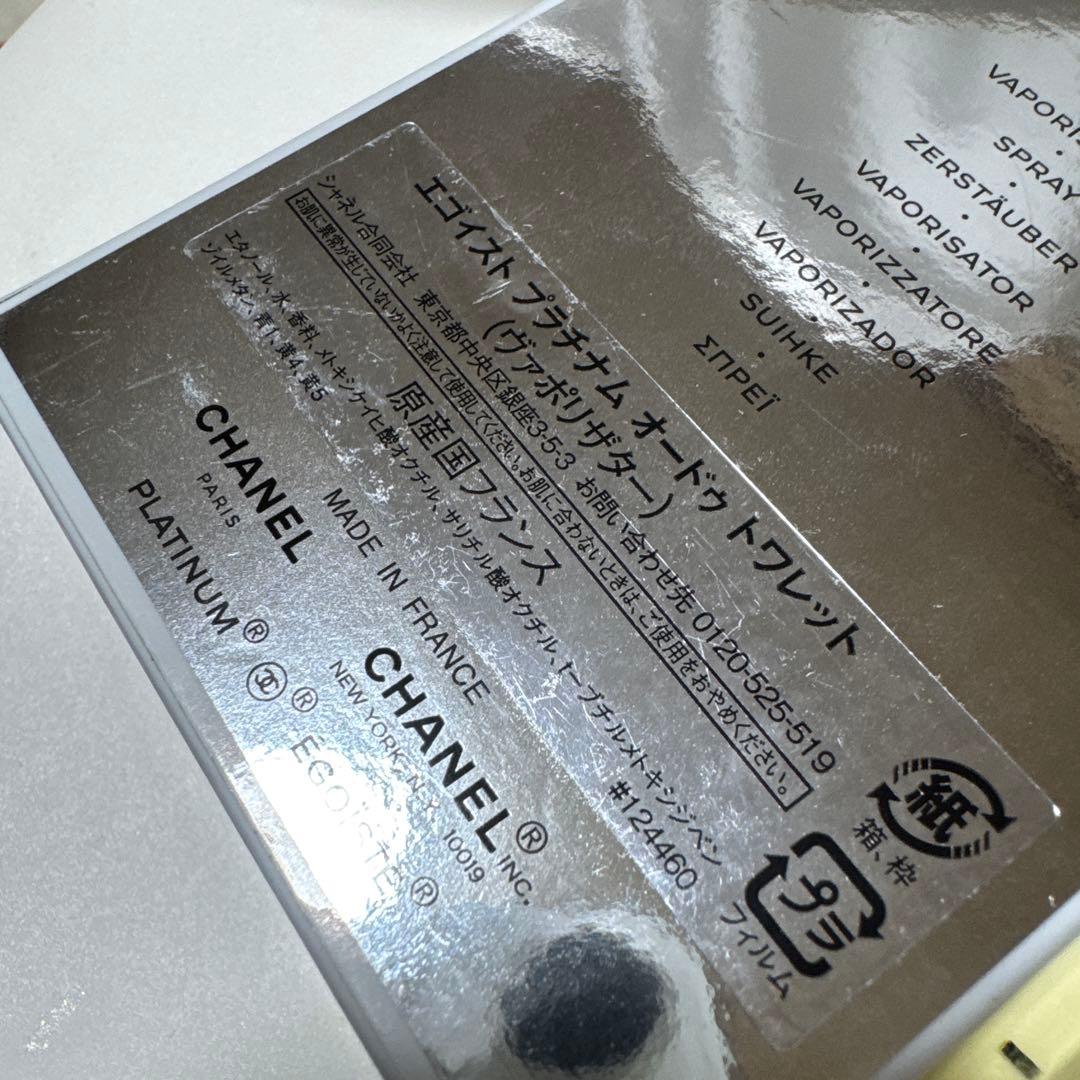 VAPORI
SPRAY
ZERSTÄUBER
VAPORISATOR
VAPORIZZATORE
VAPORIZADOR
SUIHKE
ΣΠΡΕΪ
エゴイスト プラチナム オードゥ トワレット
(ヴァポリザター)
シャネル合同会社 東京都中央区銀座3-5-3 お問い合わせ先 0120-525-519
お肌に異常が生じていないかよく注意して使用してください。お肌に合わないときは、ご使用をおやめください。
原産国フランス
エタノール、水、香料、メトキシケイヒ酸オクチル、サリチル酸オクチル、t-ブチルメトキシジベン
ゾイルメタン、青1、黄4、黄5
#124460
紙
箱、枠
プラ
フィルム
CHANEL
PARIS
MADE IN FRANCE
CHANEL® INC.
NEW YORK, N.Y. 10019
PLATINUM®
® EGOÏSTE®